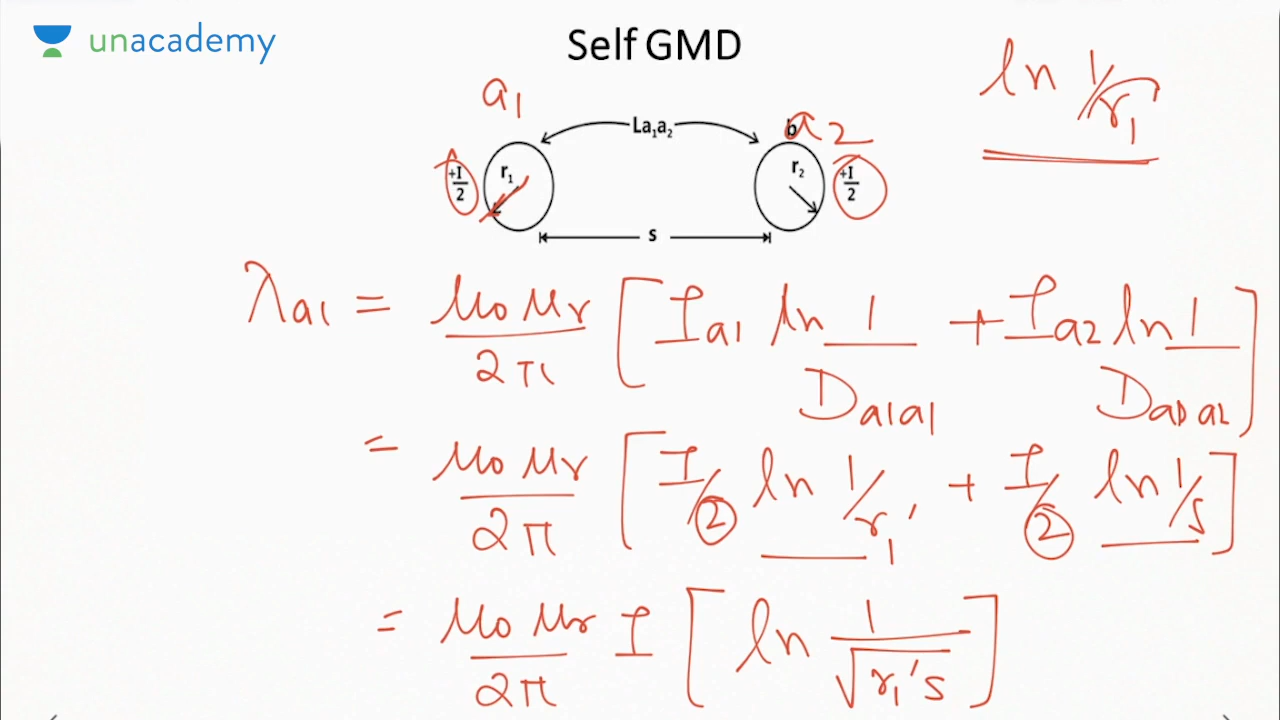 unacademy
Self GMD
ln 1/r₁
a₁
La₁a₂
b a₂
+I/2
r₁
r₂
+I/2
s
λa1 = μ₀μr/2π [Ia1 ln 1/Da1a1 + Ia2 ln 1/Da1a2]
= μ₀μr/2π [I/2 ln 1/r₁' + I/2 ln 1/s]
= μ₀μr/2π I [ln 1/√r₁'s]